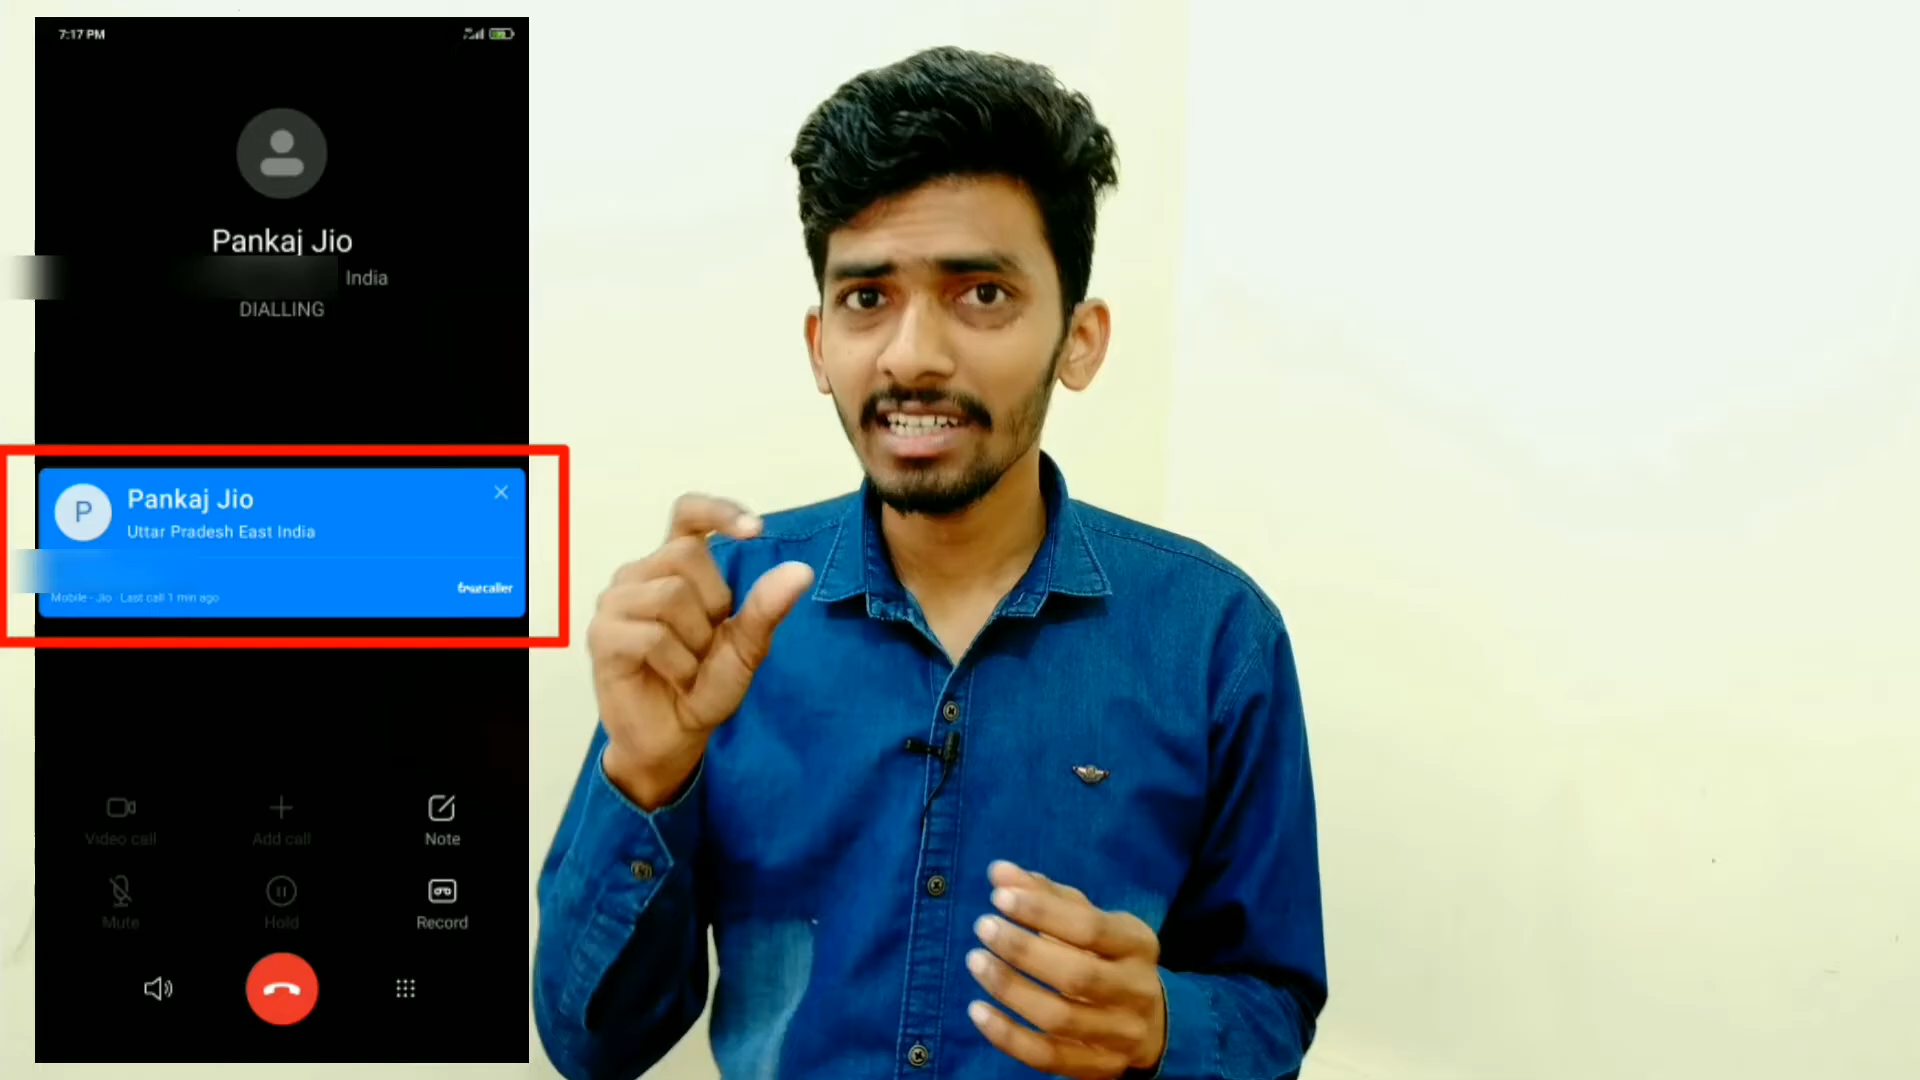 7:17 PM
Pankaj Jio
India
DIALLING
P
Pankaj Jio
Uttar Pradesh East India
truecaller
Mobile - Jio · Last call 1 min ago
Video call
Add call
Note
Mute
Hold
Record